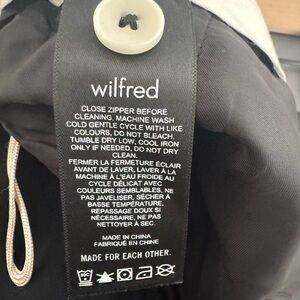 wilfred
CLOSE ZIPPER BEFORE
CLEANING. MACHINE WASH
COLD GENTLE CYCLE WITH LIKE
COLOURS, DO NOT BLEACH.
TUMBLE DRY LOW, COOL IRON
ONLY IF NEEDED, DO NOT DRY
CLEAN.
FERMER LA FERMETURE ÉCLAIR
AVANT DE LAVER, LAVER À LA
MACHINE À L'EAU FROIDE AU
CYCLE DÉLICAT AVEC
COULEURS SEMBLABLES, NE
PAS JAVELISER, SÉCHER À
BASSE TEMPÉRATURE,
REPASSAGE DOUX SI
NÉCESSAIRE, NE PAS
NETTOYER À SEC.
MADE IN CHINA
FABRIQUÉ EN CHINE
MADE FOR EACH OTHER.